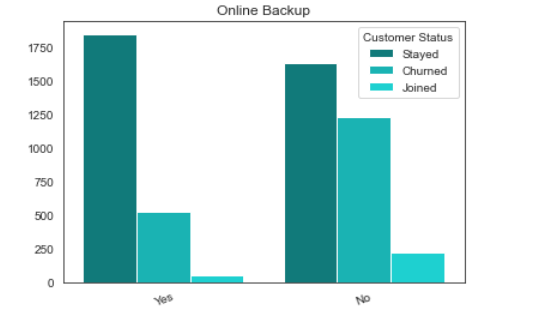 Online Backup
Customer Status
Stayed
Churned
Joined
1750
1500
1250
1000
750
500
250
0
Yes
No